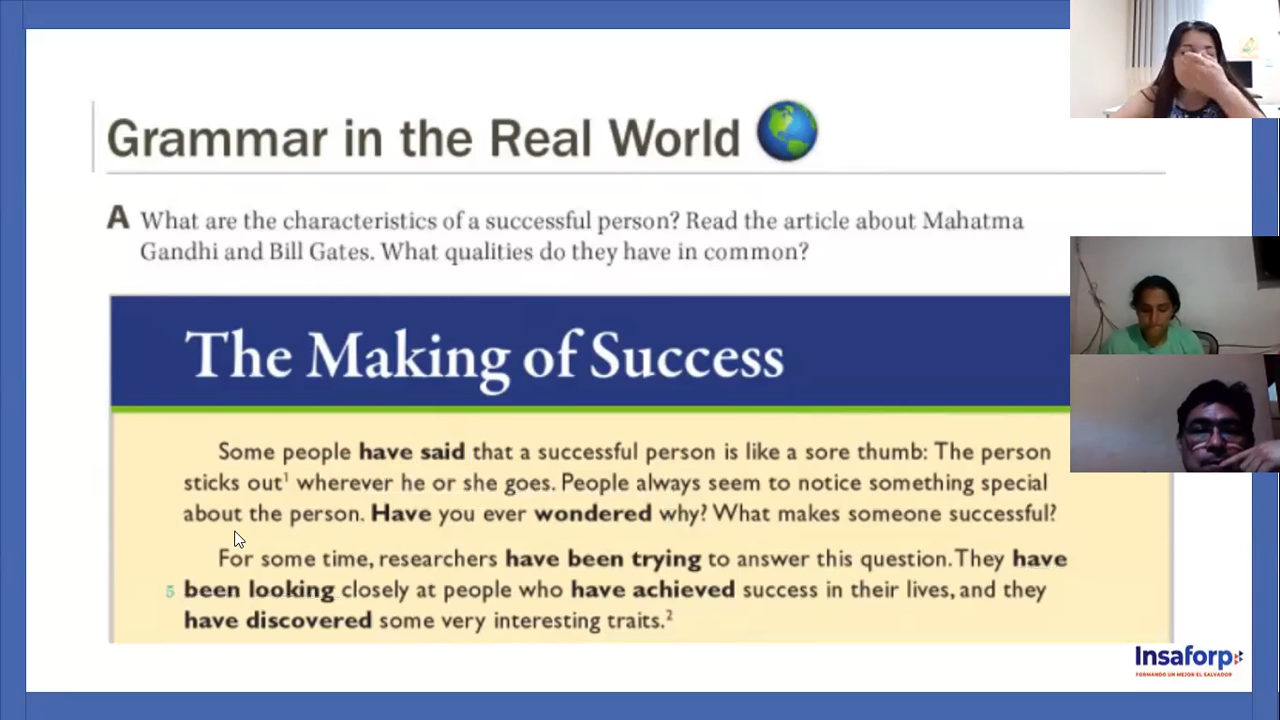 Grammar in the Real World
A What are the characteristics of a successful person? Read the article about Mahatma
Gandhi and Bill Gates. What qualities do they have in common?
The Making of Success
Some people have said that a successful person is like a sore thumb: The person
sticks out¹ wherever he or she goes. People always seem to notice something special
about the person. Have you ever wondered why? What makes someone successful?
For some time, researchers have been trying to answer this question. They have
5 been looking closely at people who have achieved success in their lives, and they
have discovered some very interesting traits.²
Insaforp
FORMANDO UN MEJOR EL SALVADOR